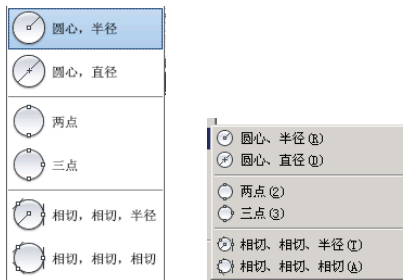 圆心，半径
圆心，直径
两点
三点
相切，相切，半径
相切，相切，相切
圆心、半径(R)
圆心、直径(D)
两点(2)
三点(3)
相切、相切、半径(T)
相切、相切、相切(A)